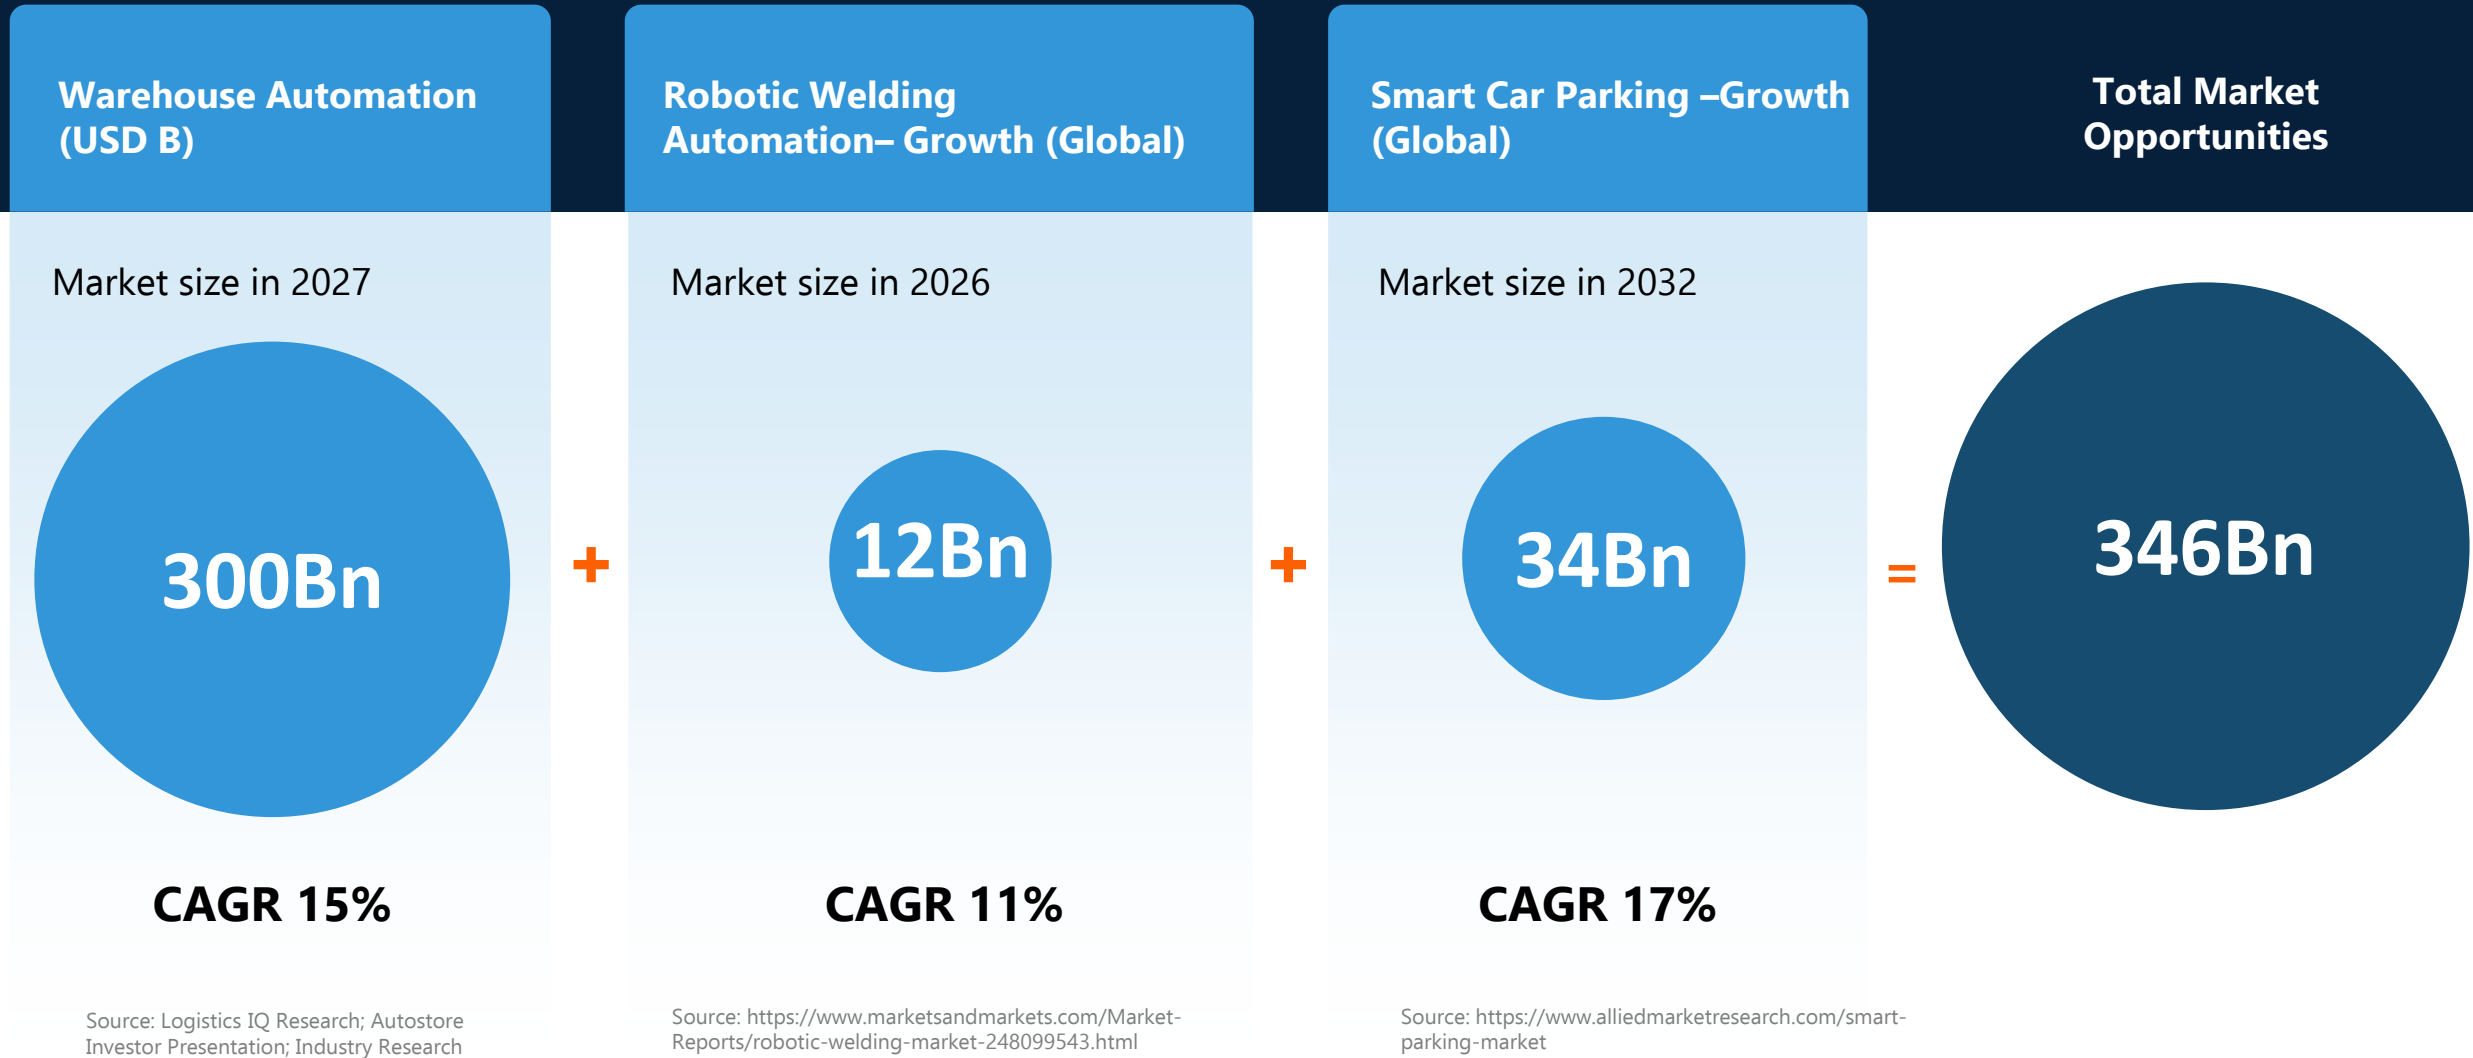 Warehouse Automation
(USD B)
Robotic Welding
Automation– Growth (Global)
Smart Car Parking –Growth
(Global)
Total Market
Opportunities
Market size in 2027
Market size in 2026
Market size in 2032
300Bn
+
12Bn
+
34Bn
=
346Bn
CAGR 15%
CAGR 11%
CAGR 17%
Source: Logistics IQ Research; Autostore
Investor Presentation; Industry Research
Source: https://www.marketsandmarkets.com/Market-
Reports/robotic-welding-market-248099543.html
Source: https://www.alliedmarketresearch.com/smart-
parking-market